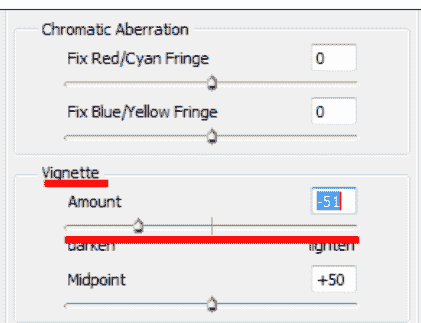 Chromatic Aberration
Fix Red/Cyan Fringe 0
Fix Blue/Yellow Fringe 0
Vignette
Amount -51
darken lighten
Midpoint +50